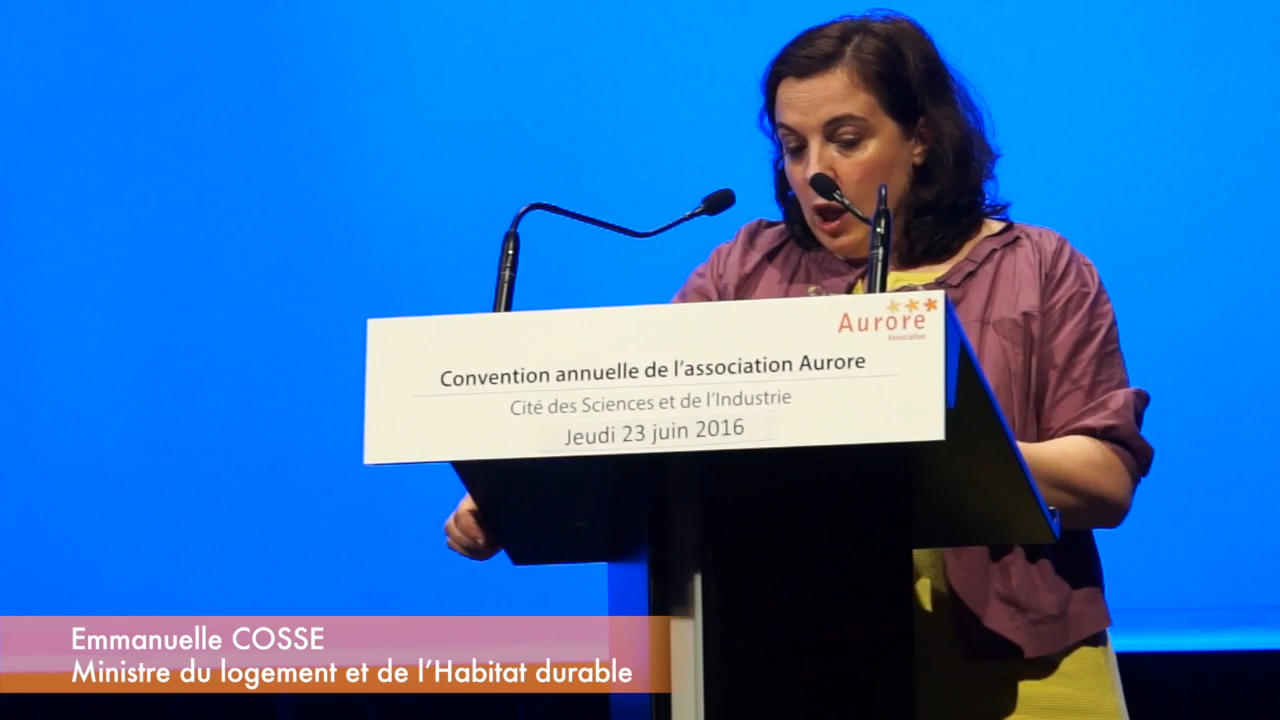 Aurore
Association
Convention annuelle de l'association Aurore
Cité des Sciences et de l'Industrie
Jeudi 23 juin 2016
Emmanuelle COSSE
Ministre du logement et de l'Habitat durable